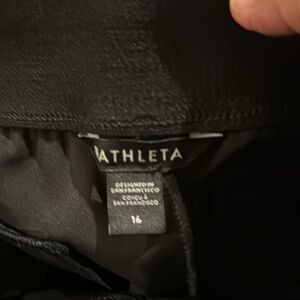 ATHLETA
DESIGNED IN
SAN FRANCISCO
CONÇU À
SAN FRANCISCO
16